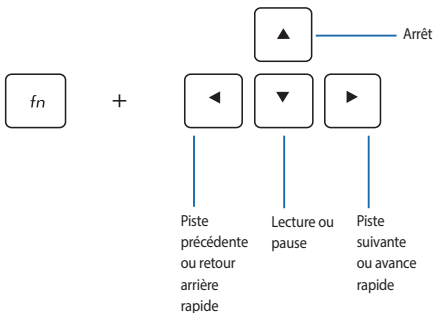 Arrêt
fn +
Piste
précédente
ou retour
arrière
rapide
Lecture ou
pause
Piste
suivante
ou avance
rapide